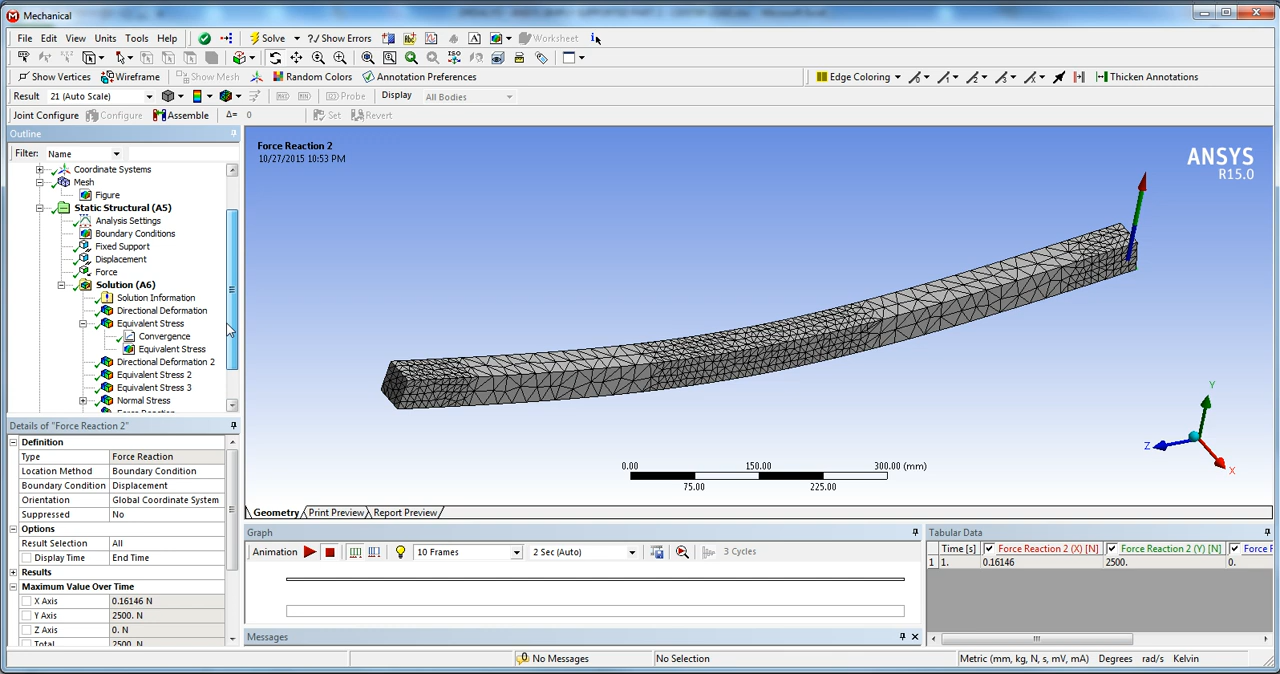 Mechanical
File Edit View Units Tools Help Solve ?/ Show Errors Worksheet
Show Vertices Wireframe Show Mesh Random Colors Annotation Preferences Edge Coloring Thicken Annotations
Result 21 (Auto Scale) Probe Display All Bodies
Joint Configure Configure Assemble Δ= 0 Set Revert
Outline
Filter: Name
Coordinate Systems
Mesh
Figure
Static Structural (A5)
Analysis Settings
Boundary Conditions
Fixed Support
Displacement
Force
Solution (A6)
Solution Information
Directional Deformation
Equivalent Stress
Convergence
Equivalent Stress
Directional Deformation 2
Equivalent Stress 2
Equivalent Stress 3
Normal Stress
Force Reaction
Details of "Force Reaction 2"
Definition
Type Force Reaction
Location Method Boundary Condition
Boundary Condition Displacement
Orientation Global Coordinate System
Suppressed No
Options
Result Selection All
Display Time End Time
Results
Maximum Value Over Time
X Axis 0.16146 N
Y Axis 2500. N
Z Axis 0. N
Total 2500. N
Force Reaction 2
10/27/2015 10:53 PM
ANSYS
R15.0
Y
Z
X
0.00 150.00 300.00 (mm)
75.00 225.00
Geometry Print Preview Report Preview
Graph
Animation 10 Frames 2 Sec (Auto) 3 Cycles
Tabular Data
Time [s] Force Reaction 2 (X) [N] Force Reaction 2 (Y) [N] Force R
1 1. 0.16146 2500. 0.
Messages
No Messages No Selection Metric (mm, kg, N, s, mV, mA) Degrees rad/s Kelvin